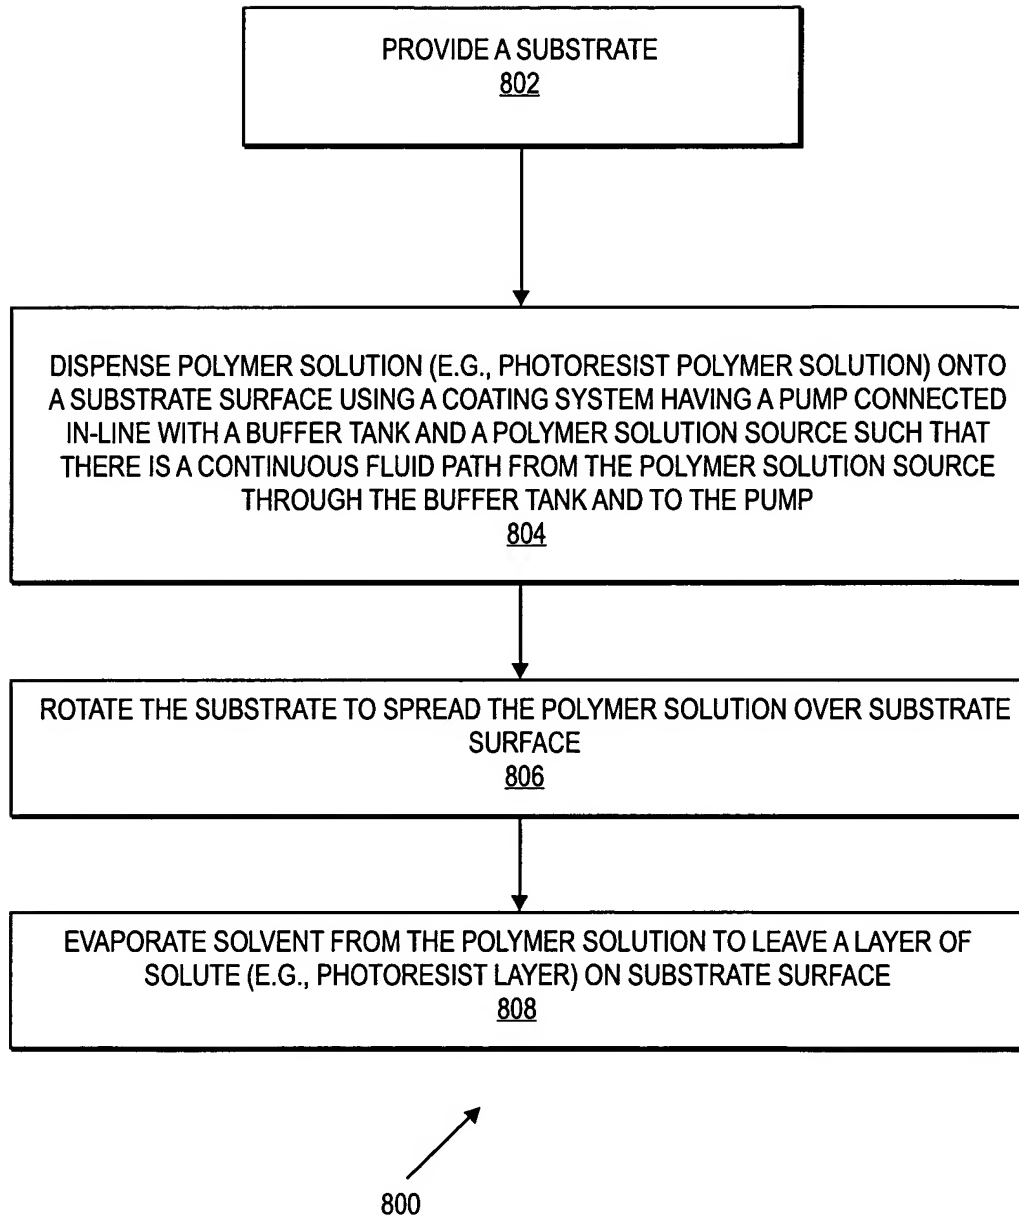 PROVIDE A SUBSTRATE
802
DISPENSE POLYMER SOLUTION (E.G., PHOTORESIST POLYMER SOLUTION) ONTO
A SUBSTRATE SURFACE USING A COATING SYSTEM HAVING A PUMP CONNECTED
IN-LINE WITH A BUFFER TANK AND A POLYMER SOLUTION SOURCE SUCH THAT
THERE IS A CONTINUOUS FLUID PATH FROM THE POLYMER SOLUTION SOURCE
THROUGH THE BUFFER TANK AND TO THE PUMP
804
ROTATE THE SUBSTRATE TO SPREAD THE POLYMER SOLUTION OVER SUBSTRATE
SURFACE
806
EVAPORATE SOLVENT FROM THE POLYMER SOLUTION TO LEAVE A LAYER OF
SOLUTE (E.G., PHOTORESIST LAYER) ON SUBSTRATE SURFACE
808
800